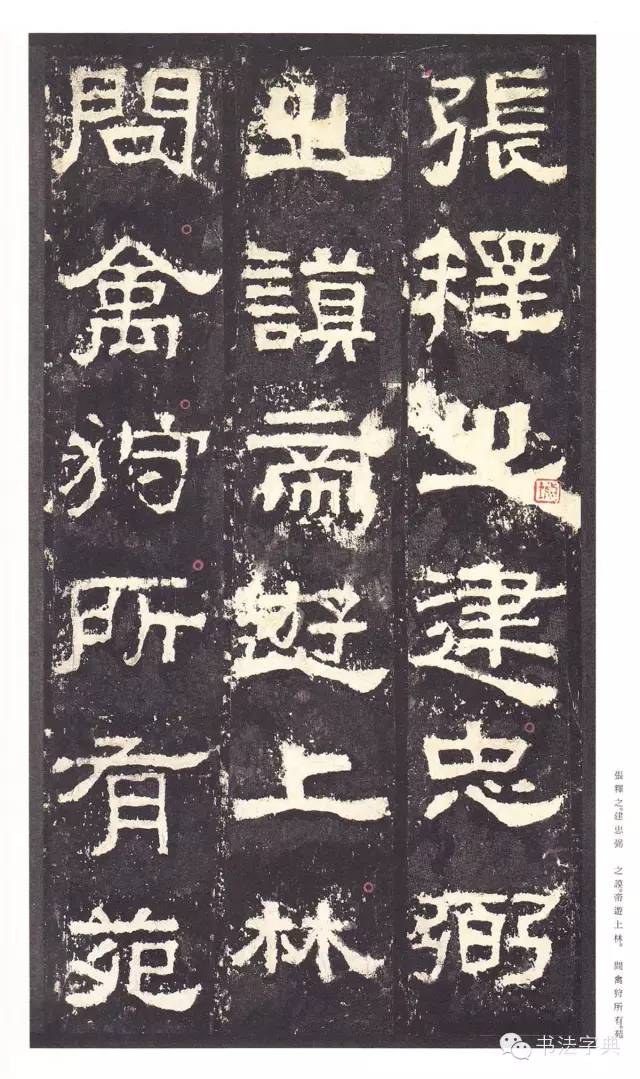 張釋之建忠弼
之謨帝遊上林
問禽狩所有苑
張釋之。建忠弼　之謨。帝遊上林。　問禽狩所有。苑
书法字典